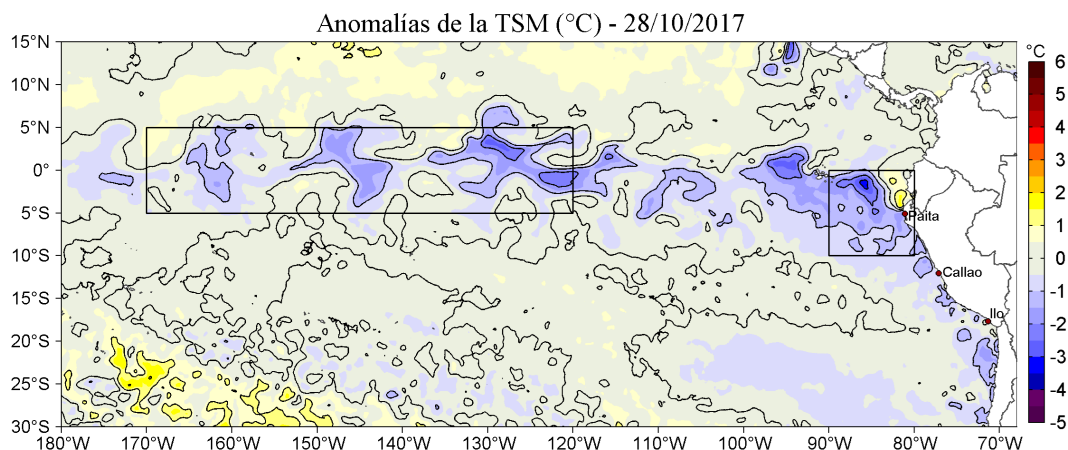 Anomalías de la TSM (°C) - 28/10/2017
15°N
10°N
5°N
0°
5°S
10°S
15°S
20°S
25°S
30°S
180°W
170°W
160°W
150°W
140°W
130°W
120°W
110°W
100°W
90°W
80°W
70°W
Paita
Callao
Ilo
°C
6
5
4
3
2
1
0
-1
-2
-3
-4
-5